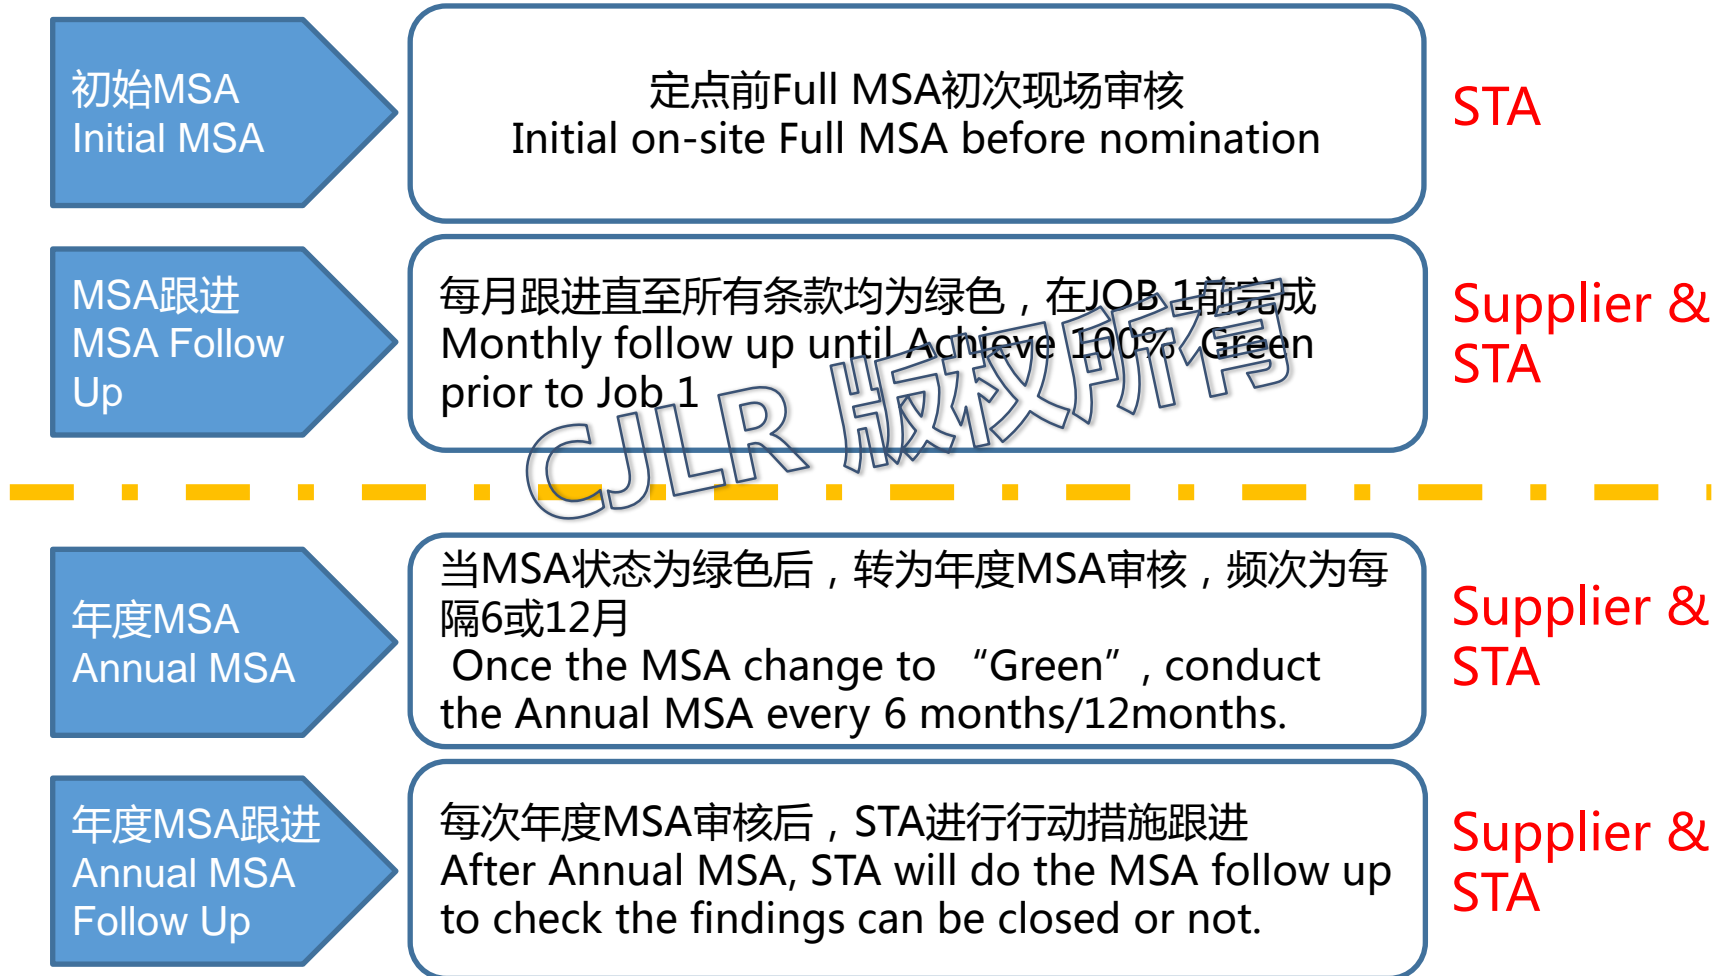 初始MSA
Initial MSA
定点前Full MSA初次现场审核
Initial on-site Full MSA before nomination
STA
MSA跟进
MSA Follow
Up
每月跟进直至所有条款均为绿色，在JOB 1前完成
Monthly follow up until Achieve 100% Green
prior to Job 1
Supplier &
STA
CJLR 版权所有
年度MSA
Annual MSA
当MSA状态为绿色后，转为年度MSA审核，频次为每
隔6或12月
Once the MSA change to “Green”, conduct
the Annual MSA every 6 months/12months.
Supplier &
STA
年度MSA跟进
Annual MSA
Follow Up
每次年度MSA审核后，STA进行行动措施跟进
After Annual MSA, STA will do the MSA follow up
to check the findings can be closed or not.
Supplier &
STA